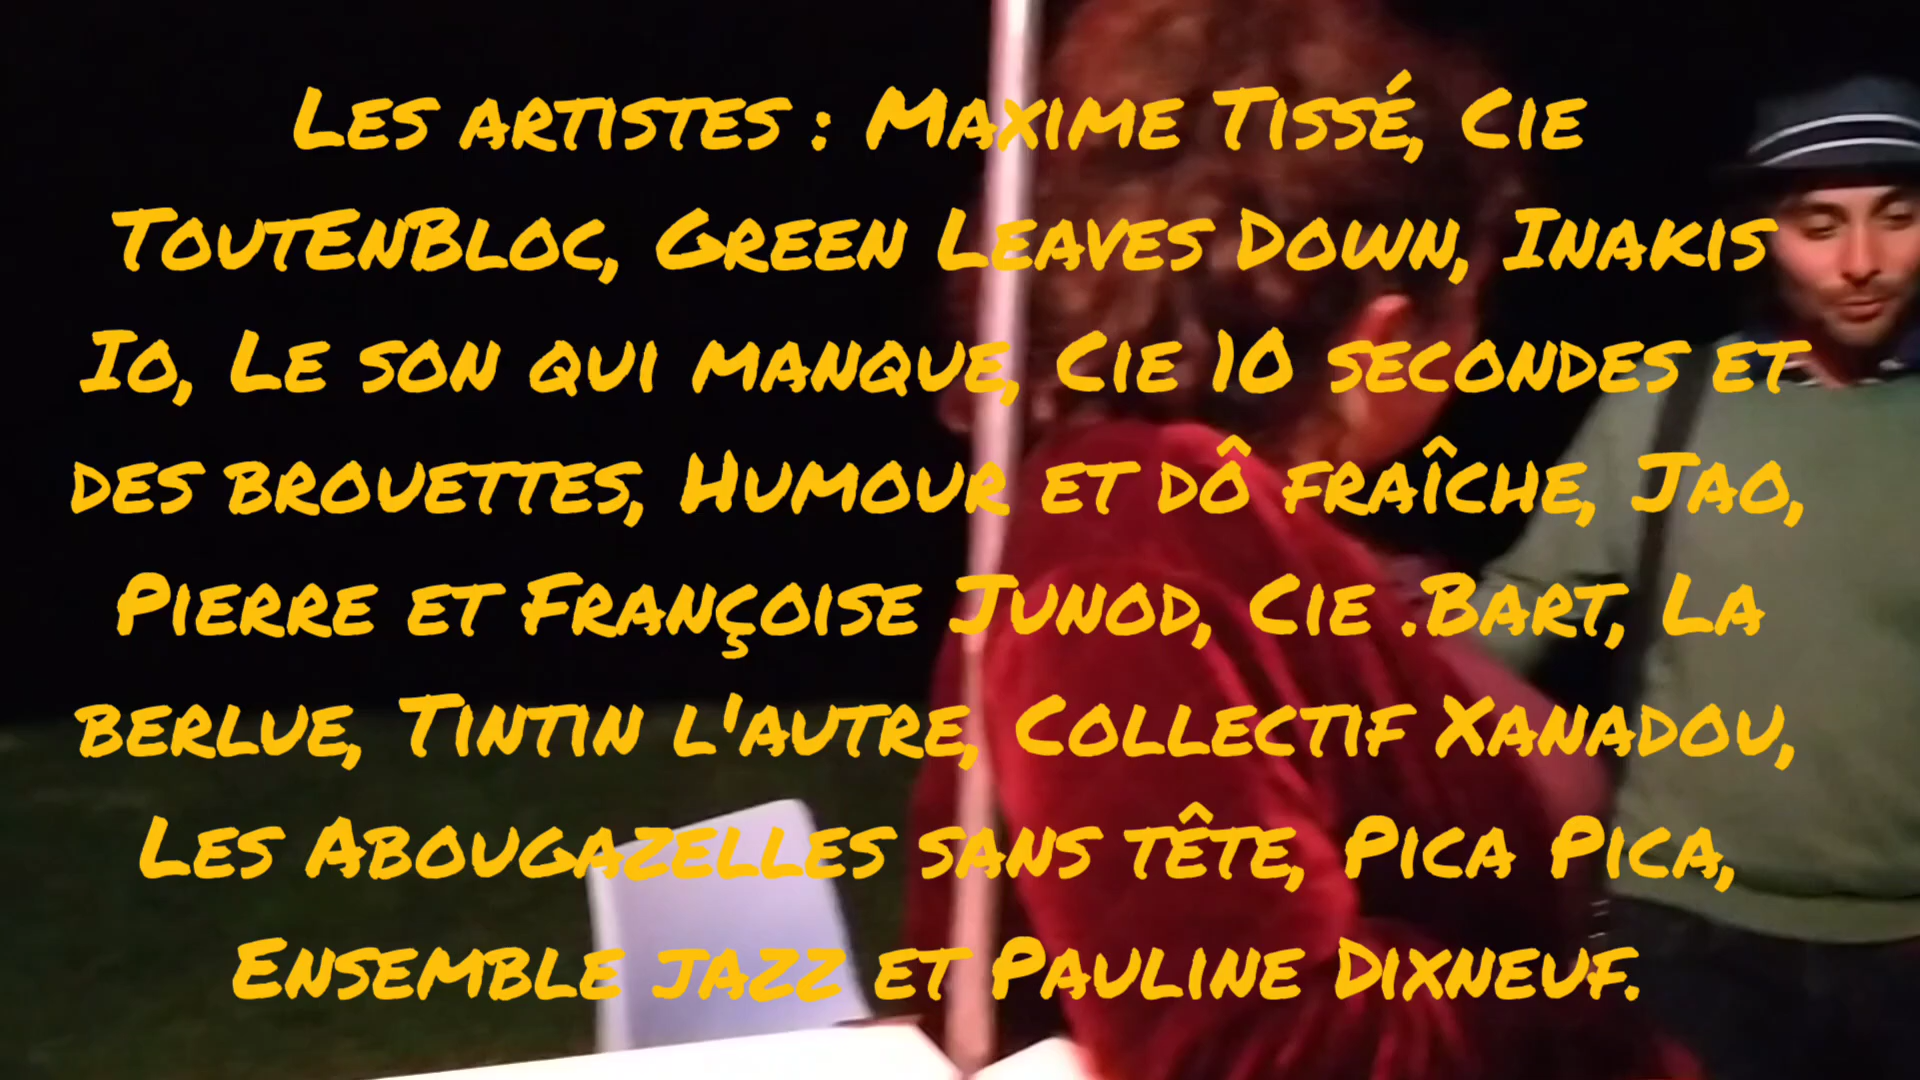 Les artistes : Maxime Tissé, Cie
ToutEnBloc, Green Leaves Down, Inakis
Io, Le son qui manque, Cie 10 secondes et
des brouettes, Humour et dô fraîche, Jao,
Pierre et Françoise Junod, Cie .Bart, La
berlue, Tintin l'autre, Collectif Xanadou,
Les Abougazelles sans tête, Pica Pica,
Ensemble jazz et Pauline Dixneuf.